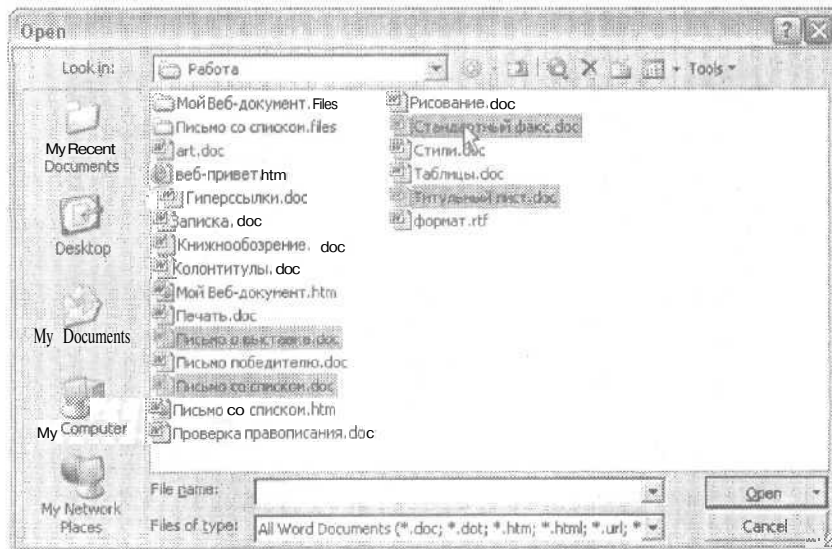 Open
Look in: Работа Tools
My Recent
Documents
Desktop
My Documents
My Computer
My Network
Places
Мой Веб-документ.Files
Письмо со списком.files
art.doc
веб-привет.htm
Гиперссылки.doc
Записка.doc
Книжнообозрение. doc
Колонтитулы.doc
Мой Веб-документ.htm
Печать.doc
Письмо о выставке.doc
Письмо победителю.doc
Письмо со списком.doc
Письмо со списком.htm
Проверка правописания.doc
Рисование.doc
Стандартный факс.doc
Стили.doc
Таблицы.doc
Титульный лист.doc
формат.rtf
File name: Open
Files of type: All Word Documents (*.doc; *.dot; *.htm; *.html; *.url; * Cancel